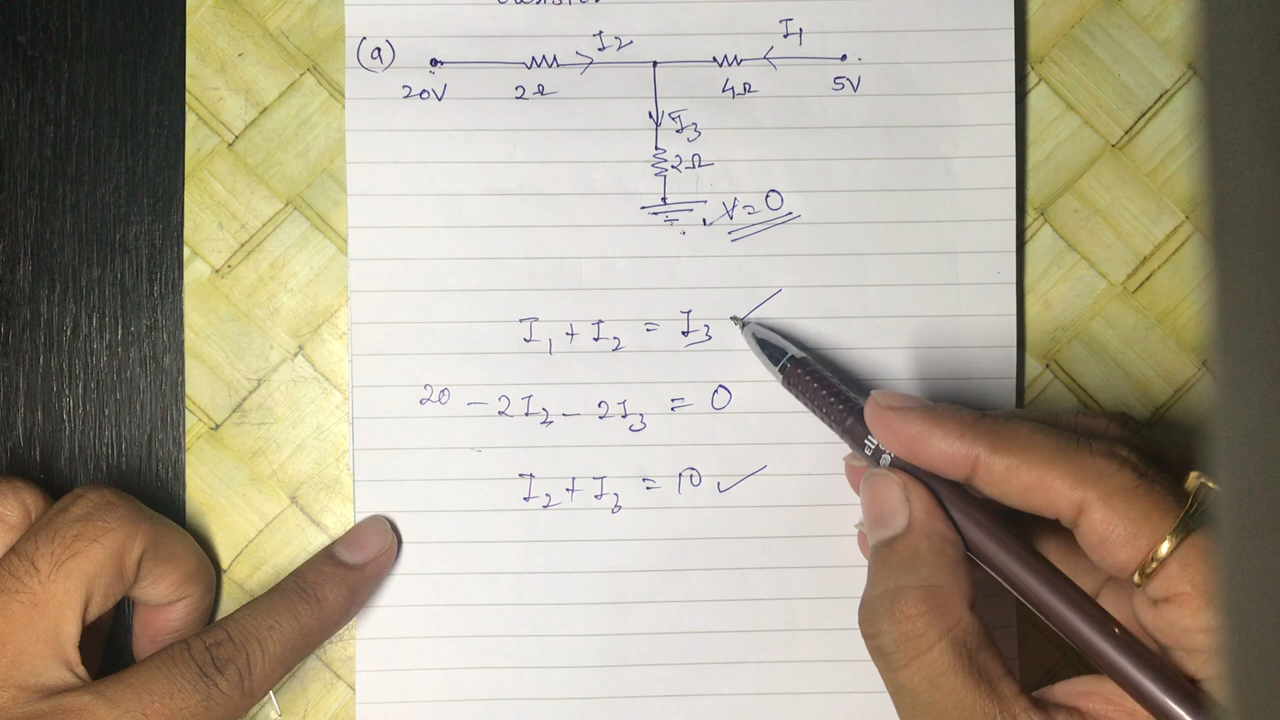 (a)
I₂
I₁
20V
2Ω
4Ω
5V
I₃
2Ω
V=0
I₁ + I₂ = I₃
20 - 2I₂ - 2I₃ = 0
I₂ + I₃ = 10